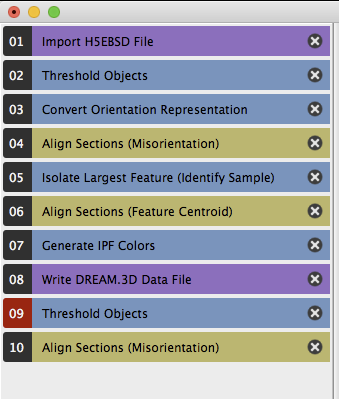 01 Import H5EBSD File
02 Threshold Objects
03 Convert Orientation Representation
04 Align Sections (Misorientation)
05 Isolate Largest Feature (Identify Sample)
06 Align Sections (Feature Centroid)
07 Generate IPF Colors
08 Write DREAM.3D Data File
09 Threshold Objects
10 Align Sections (Misorientation)